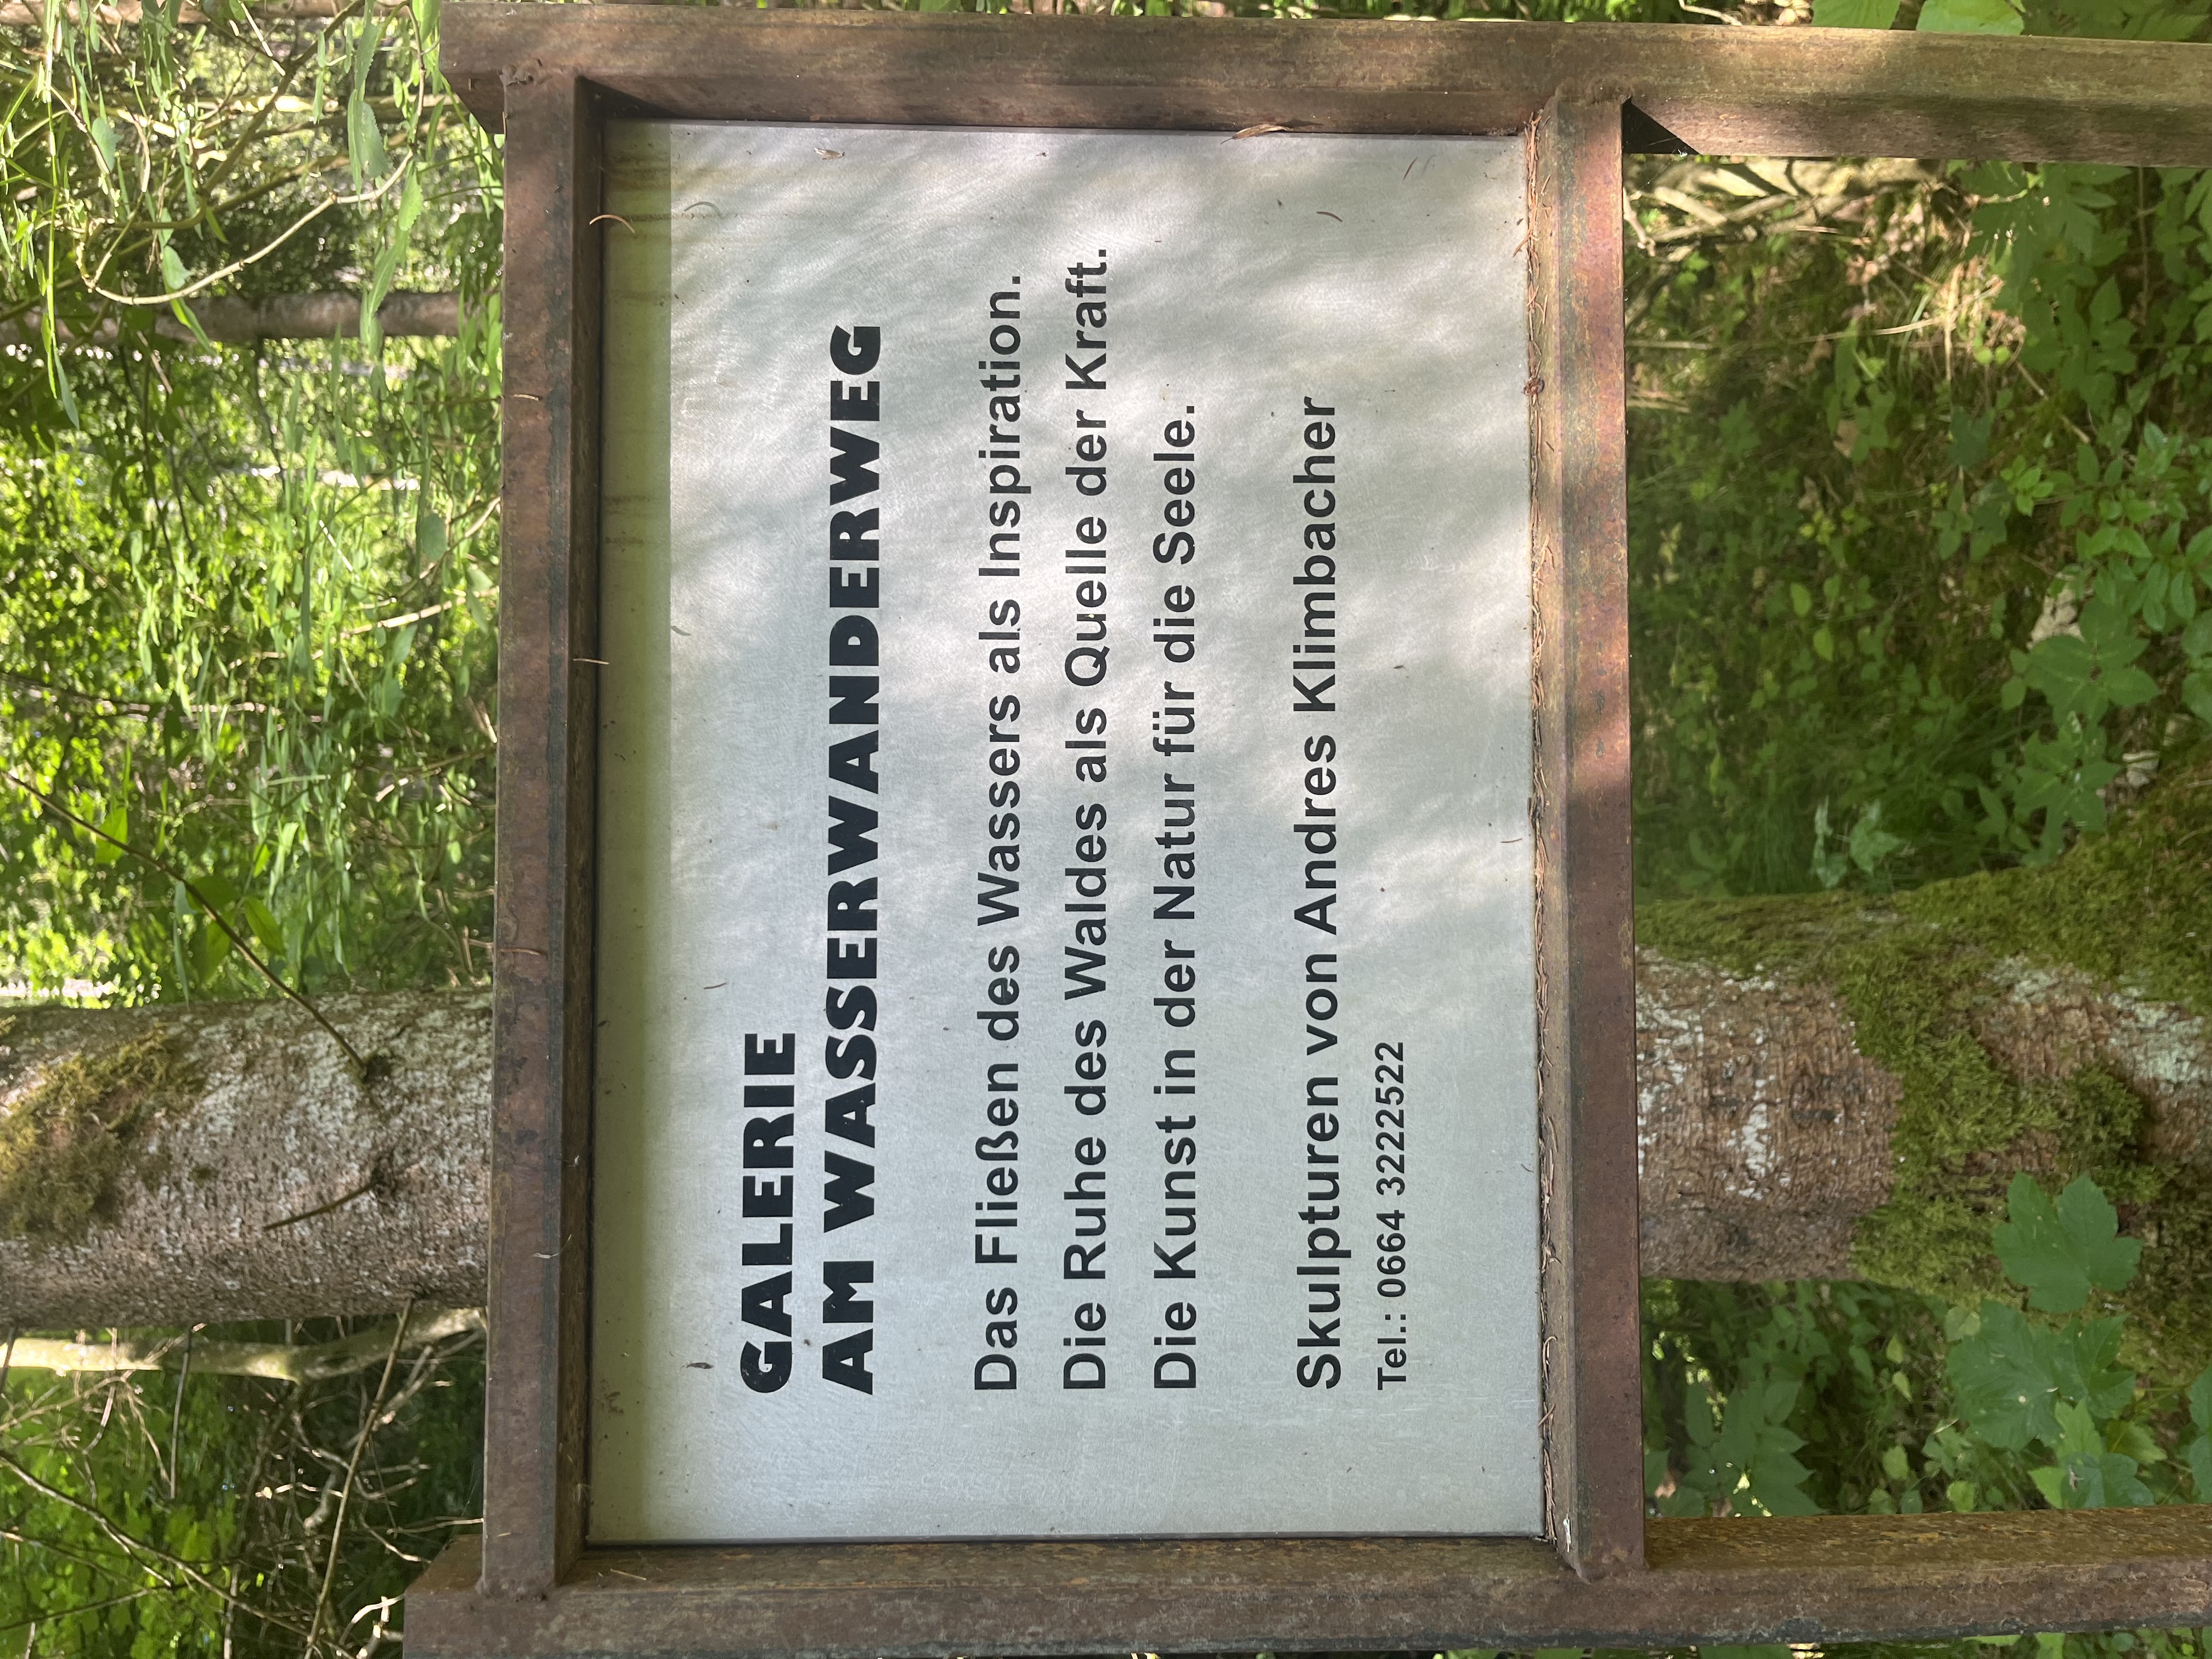 GALERIE
AM WASSERWANDERWEG
Das Fließen des Wassers als Inspiration.
Die Ruhe des Waldes als Quelle der Kraft.
Die Kunst in der Natur für die Seele.
Skulpturen von Andres Klimbacher
Tel.: 0664 3222522